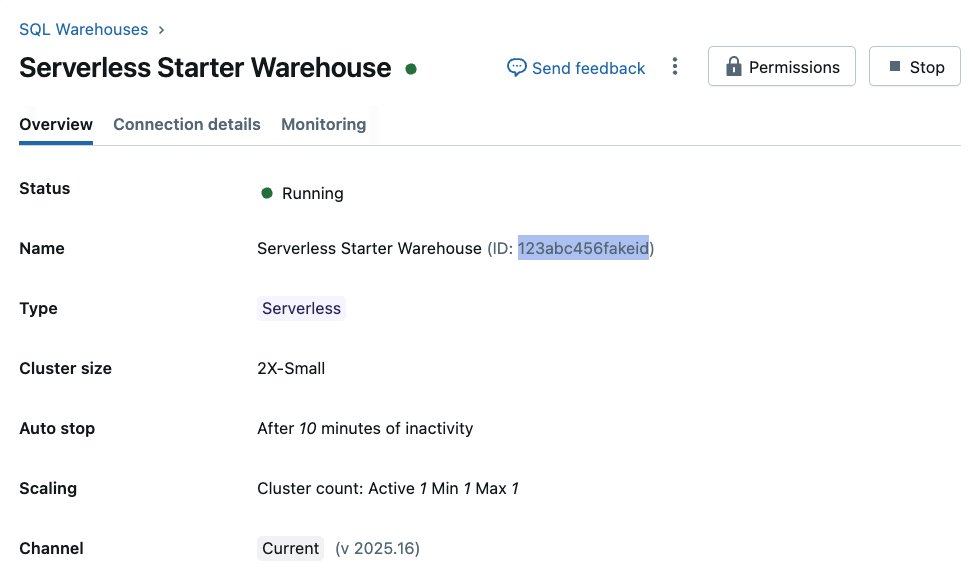 SQL Warehouses >
Serverless Starter Warehouse
Send feedback
Permissions
Stop
Overview Connection details Monitoring
Status Running
Name Serverless Starter Warehouse (ID: 123abc456fakeid)
Type Serverless
Cluster size 2X-Small
Auto stop After 10 minutes of inactivity
Scaling Cluster count: Active 1 Min 1 Max 1
Channel Current (v 2025.16)